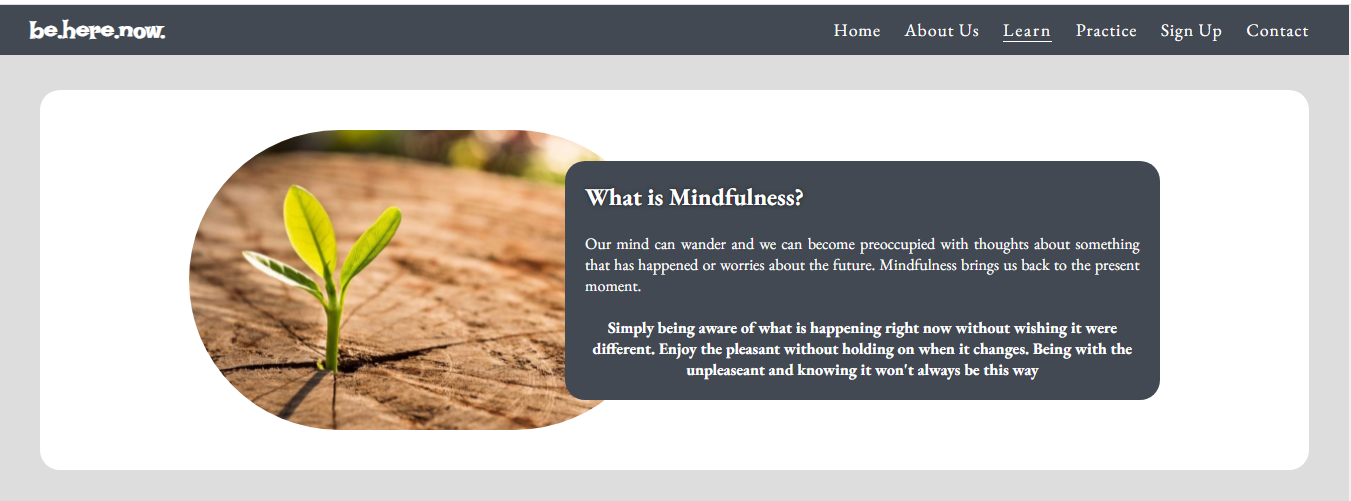 be.here.now.
Home About Us Learn Practice Sign Up Contact
What is Mindfulness?
Our mind can wander and we can become preoccupied with thoughts about something
that has happened or worries about the future. Mindfulness brings us back to the present
moment.
Simply being aware of what is happening right now without wishing it were
different. Enjoy the pleasant without holding on when it changes. Being with the
unpleaseant and knowing it won't always be this way